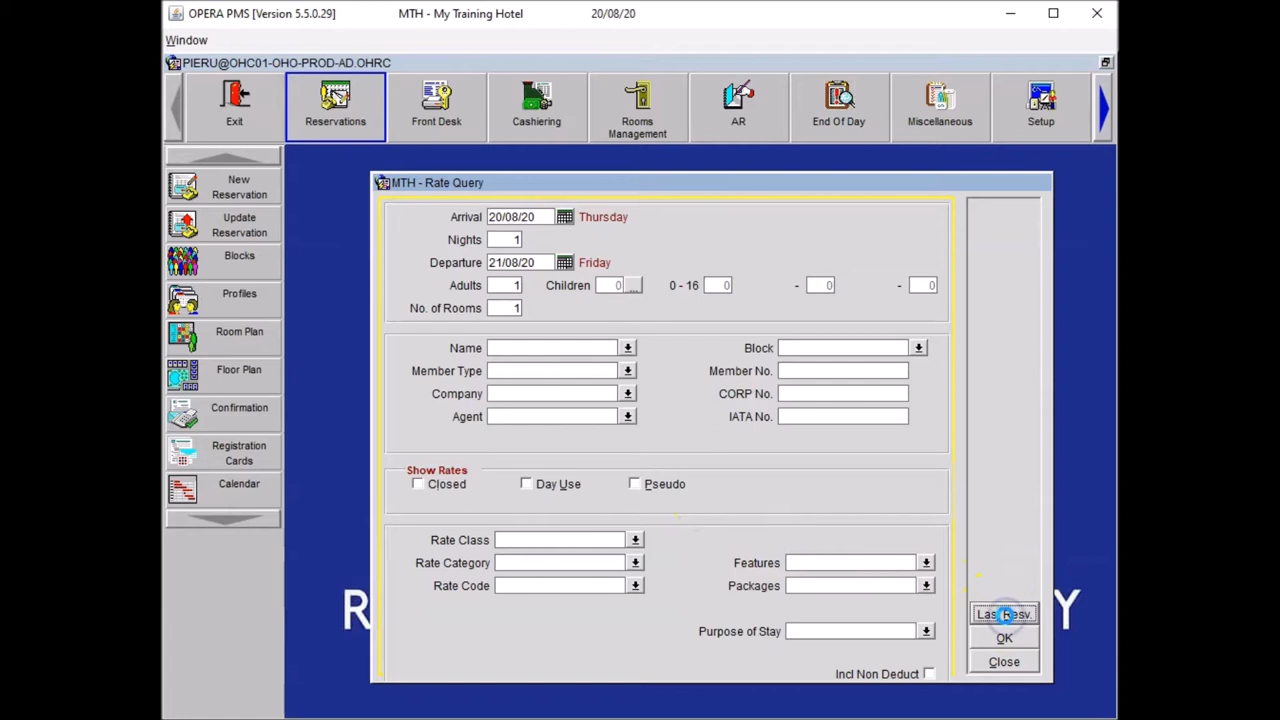 OPERA PMS [Version 5.5.0.29] MTH - My Training Hotel 20/08/20
Window
PIERU@OHC01-OHO-PROD-AD.OHRC
Exit Reservations Front Desk Cashiering Rooms Management AR End Of Day Miscellaneous Setup
New Reservation
Update Reservation
Blocks
Profiles
Room Plan
Floor Plan
Confirmation
Registration Cards
Calendar
MTH - Rate Query
Arrival 20/08/20 Thursday
Nights 1
Departure 21/08/20 Friday
Adults 1 Children 0 ... 0 - 16 0 - 0 - 0
No. of Rooms 1
Name Block
Member Type Member No.
Company CORP No.
Agent IATA No.
Show Rates
Closed Day Use Pseudo
Rate Class
Rate Category Features
Rate Code Packages
Purpose of Stay
Incl Non Deduct
Last Resv.
OK
Close
R Y